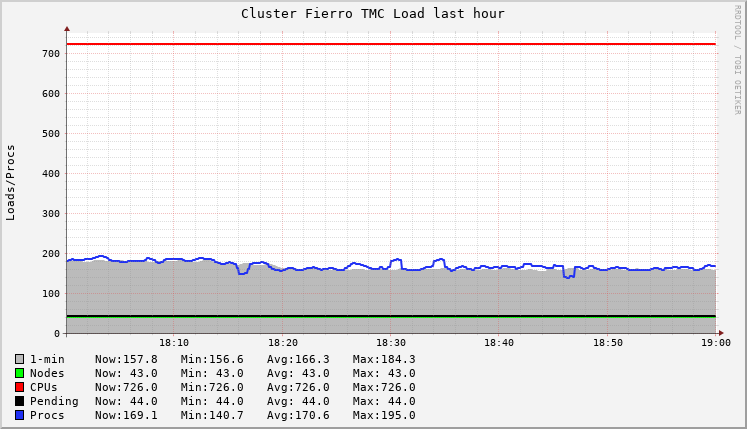 Cluster Fierro TMC Load last hour
RRDTOOL / TOBI OETIKER
Loads/Procs
700
600
500
400
300
200
100
0
18:10 18:20 18:30 18:40 18:50 19:00
1-min Now:157.8 Min:156.6 Avg:166.3 Max:184.3
Nodes Now: 43.0 Min: 43.0 Avg: 43.0 Max: 43.0
CPUs Now:726.0 Min:726.0 Avg:726.0 Max:726.0
Pending Now: 44.0 Min: 44.0 Avg: 44.0 Max: 44.0
Procs Now:169.1 Min:140.7 Avg:170.6 Max:195.0